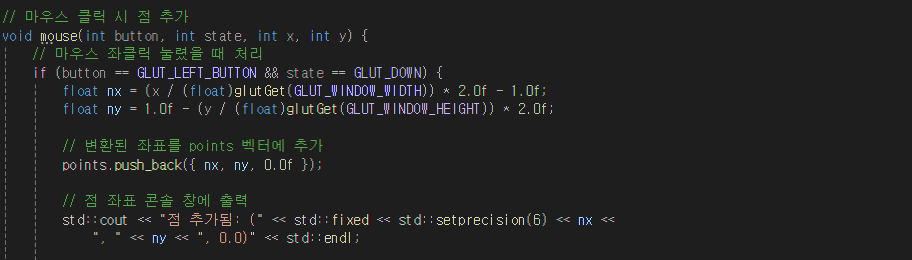 // 마우스 클릭 시 점 추가
void mouse(int button, int state, int x, int y) {
// 마우스 좌클릭 눌렸을 때 처리
if (button == GLUT_LEFT_BUTTON && state == GLUT_DOWN) {
float nx = (x / (float)glutGet(GLUT_WINDOW_WIDTH)) * 2.0f - 1.0f;
float ny = 1.0f - (y / (float)glutGet(GLUT_WINDOW_HEIGHT)) * 2.0f;
// 변환된 좌표를 points 벡터에 추가
points.push_back({ nx, ny, 0.0f });
// 점 좌표 콘솔 창에 출력
std::cout << "점 추가됨: (" << std::fixed << std::setprecision(6) << nx <<
", " << ny << ", 0.0)" << std::endl;